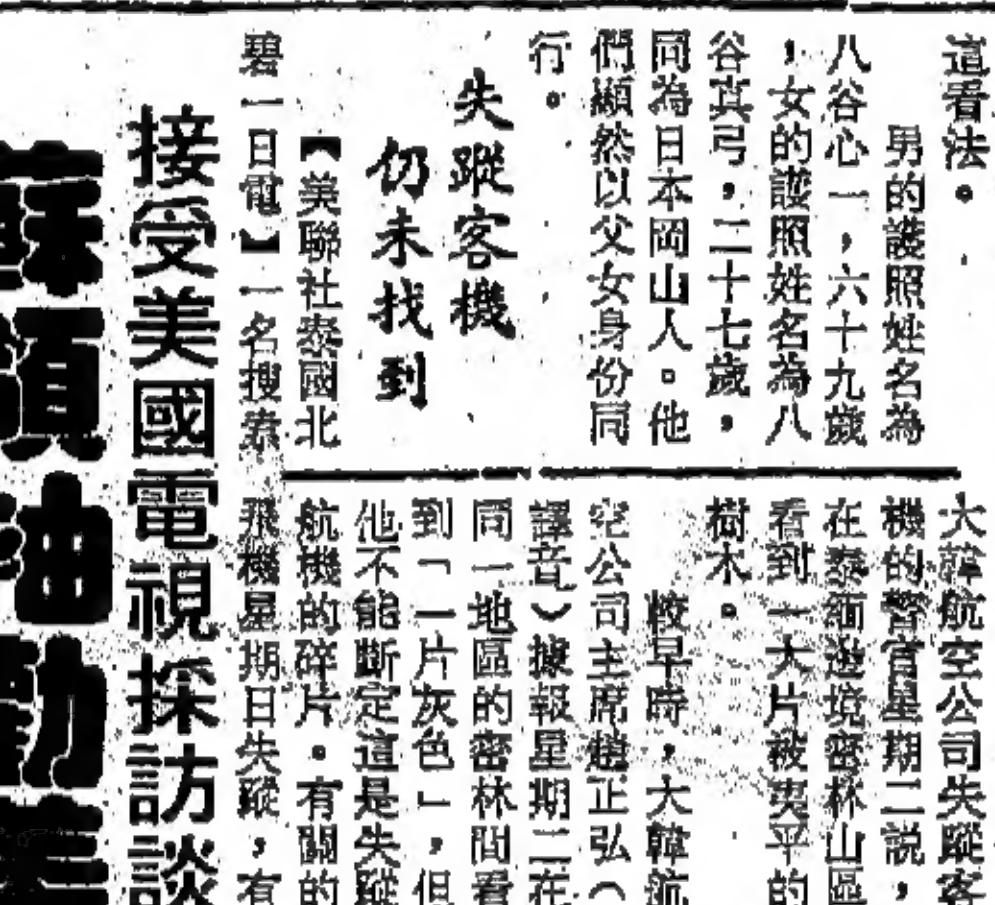 這看法。
男的護照姓名為
八谷心一，六十九歲
，女的護照姓名為八
谷真弓，二十七歲，
同為日本岡山人。他
們顯然以父女身份同
行。
失蹤客機
仍未找到
【美聯社泰國北
碧一日電】一名搜索
大韓航空公司失蹤客
機的警官星期二說，
在泰緬邊境密林山區
看到一大片被夷平的
樹木。
較早時，大韓航
空公司主席趙正弘（
譯音）據報星期二在
同一地區的密林間看
到「一片灰色」，但
他不能斷定這是失蹤
航機的碎片。有關的
飛機星期日失蹤，有
接受美國電視採訪談
蘇須